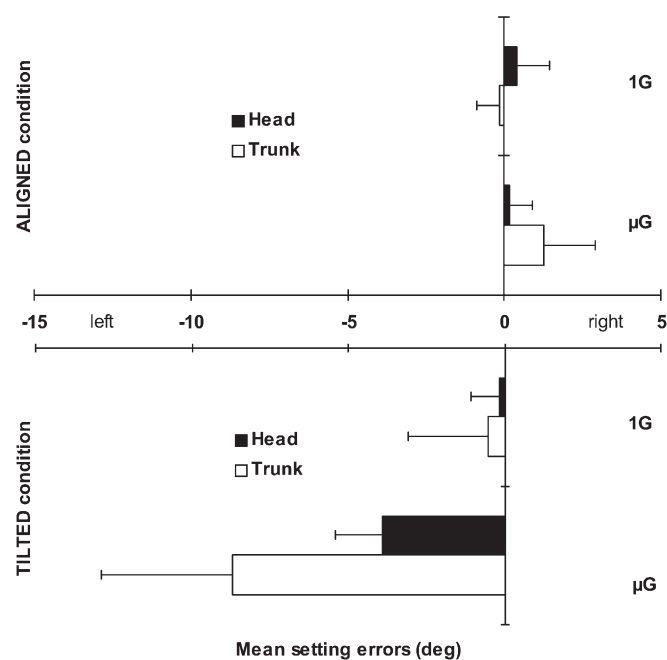 ALIGNED condition
1G
Head
Trunk
µG
-15 left -10 -5 0 right 5
TILTED condition
1G
Head
Trunk
µG
Mean setting errors (deg)